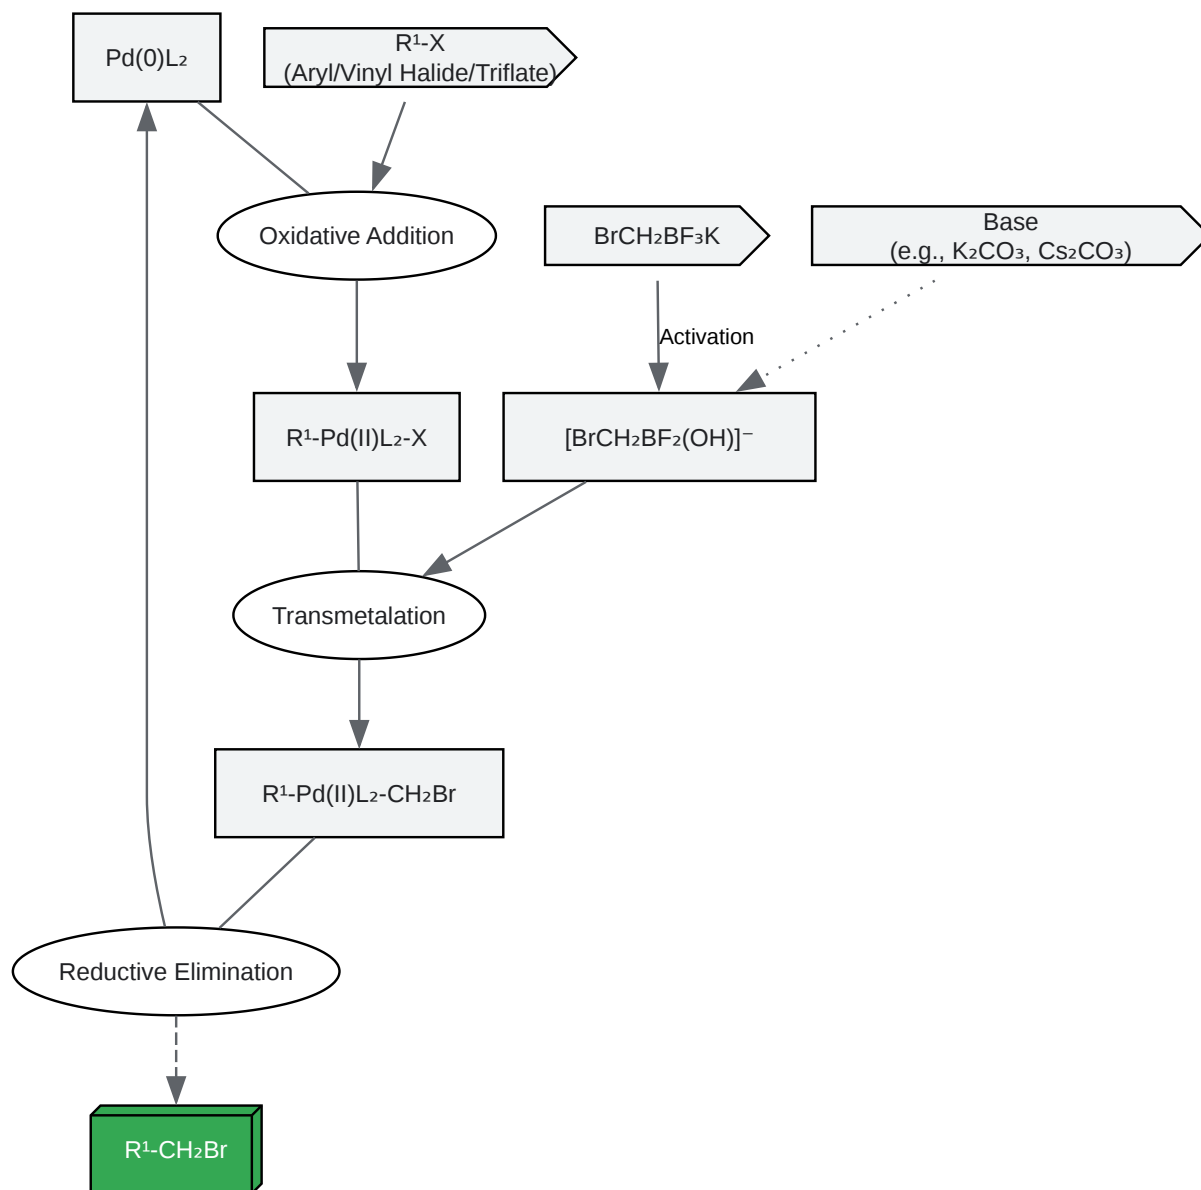 Pd(0)L₂
R¹-X
(Aryl/Vinyl Halide/Triflate)
Oxidative Addition
BrCH₂BF₃K
Base
(e.g., K₂CO₃, Cs₂CO₃)
Activation
R¹-Pd(II)L₂-X
[BrCH₂BF₂(OH)]⁻
Transmetalation
R¹-Pd(II)L₂-CH₂Br
Reductive Elimination
R¹-CH₂Br